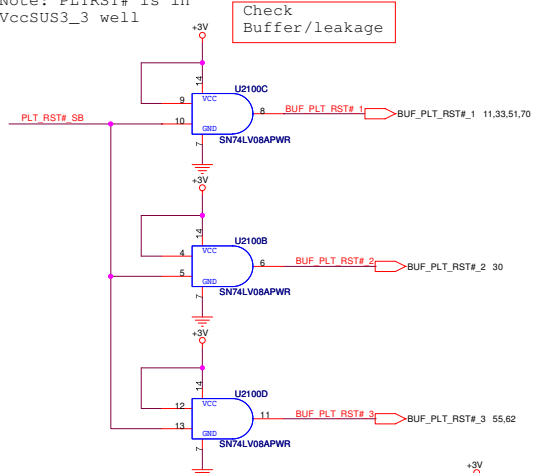 Note: PLTRST# is in
VccSUS3_3 well
Check
Buffer/leakage
+3V
14
U2100C
VCC
9
8
BUF_PLT_RST#_1
BUF_PLT_RST#_1 11,33,51,70
PLT_RST#_SB
10
GND
7
SN74LV08APWR
+3V
14
U2100B
VCC
4
6
BUF_PLT_RST#_2
BUF_PLT_RST#_2 30
5
GND
7
SN74LV08APWR
+3V
14
U2100D
VCC
12
11
BUF_PLT_RST#_3
BUF_PLT_RST#_3 55,62
13
GND
7
SN74LV08APWR
+3V